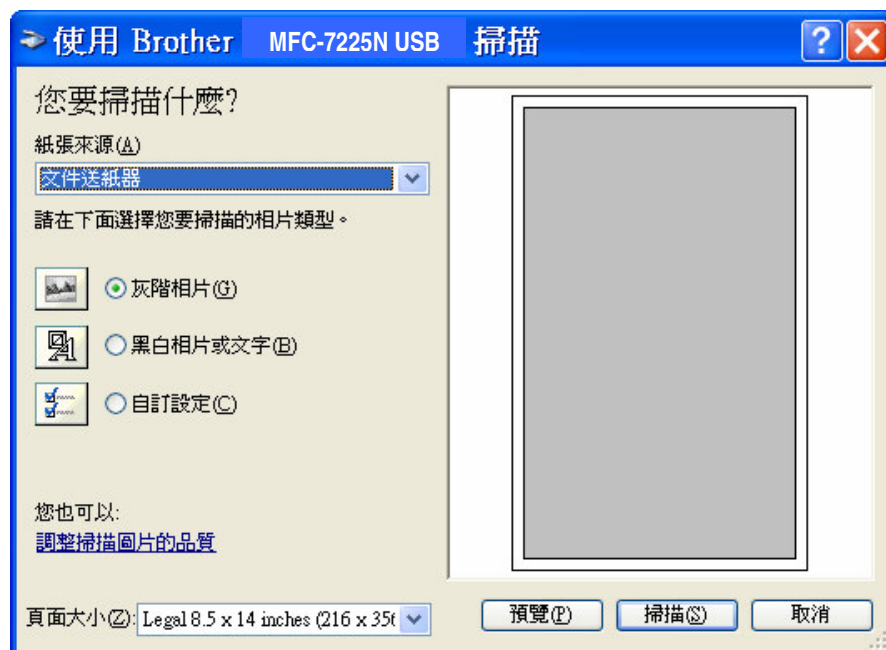 使用 Brother MFC-7225N USB 掃描
您要掃描什麼?
紙張來源(A)
文件送紙器
請在下面選擇您要掃描的相片類型。
灰階相片(G)
黑白相片或文字(B)
自訂設定(C)
您也可以:
調整掃描圖片的品質
頁面大小(Z): Legal 8.5 x 14 inches (216 x 356
預覽(P) 掃描(S) 取消